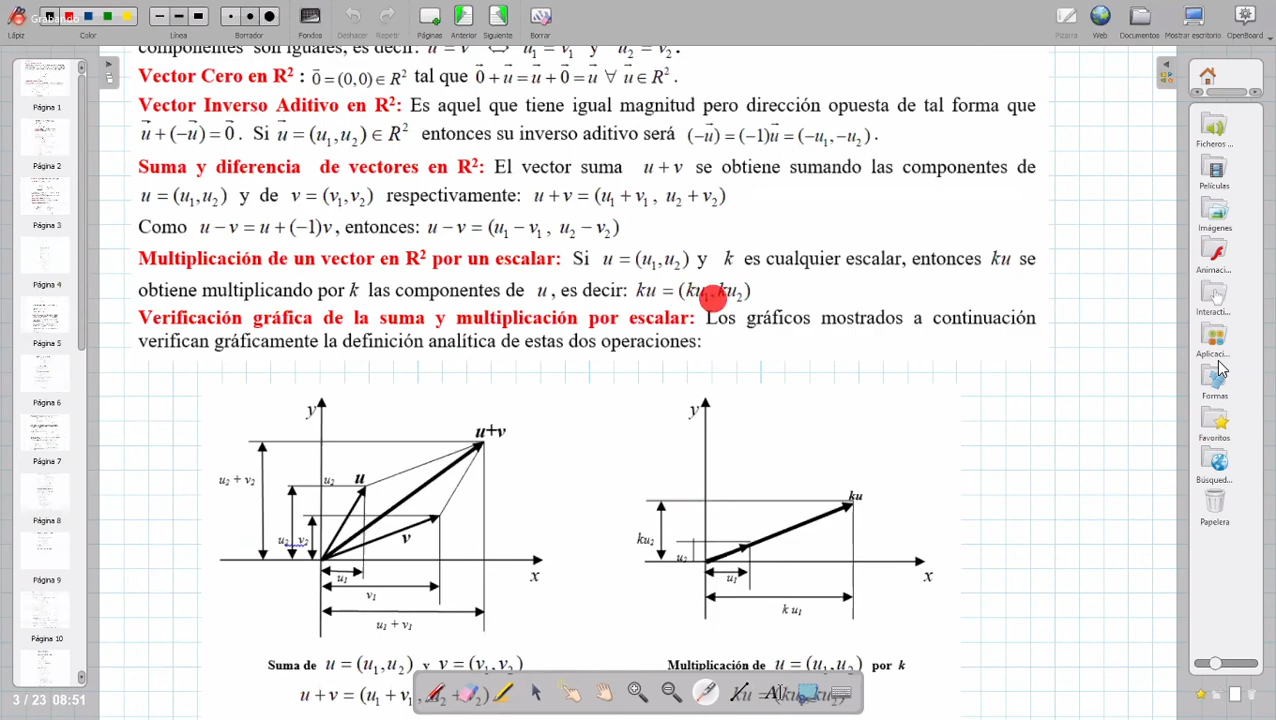 Grabando
Lápiz Color Borrador Fondos Deshacer Repetir Páginas Anterior Siguiente Borrar Pizarra Web Documentos Mostrar escritorio OpenBoard
componentes son iguales, es decir: u = v ⇔ u₁ = v₁ y u₂ = v₂.
Vector Cero en R² : 0⃗ = (0,0) ∈ R² tal que 0⃗ + u⃗ = u⃗ + 0⃗ = u⃗ ∀ u⃗ ∈ R².
Vector Inverso Aditivo en R²: Es aquel que tiene igual magnitud pero dirección opuesta de tal forma que
u⃗ + (−u⃗) = 0⃗. Si u⃗ = (u₁,u₂) ∈ R² entonces su inverso aditivo será (−u⃗) = (−1)u⃗ = (−u₁,−u₂).
Suma y diferencia de vectores en R²: El vector suma u + v se obtiene sumando las componentes de
u = (u₁,u₂) y de v = (v₁,v₂) respectivamente: u + v = (u₁ + v₁ , u₂ + v₂)
Como u − v = u + (−1)v, entonces: u − v = (u₁ − v₁ , u₂ − v₂)
Multiplicación de un vector en R² por un escalar: Si u = (u₁,u₂) y k es cualquier escalar, entonces ku se
obtiene multiplicando por k las componentes de u, es decir: ku = (ku₁, ku₂)
Verificación gráfica de la suma y multiplicación por escalar: Los gráficos mostrados a continuación
verifican gráficamente la definición analítica de estas dos operaciones:
y
u+v
u₂ + v₂
u₂
u
u₂
v₂
v
u₁
x
v₁
u₁ + v₁
y
ku
ku₂
u₂
u₁
x
k u₁
Suma de u = (u₁,u₂) y v = (v₁,v₂)
u + v = (u₁ + v₁, u₂ + v₂)
Multiplicación de u = (u₁,u₂) por k
ku = (ku₁, ku₂)
Página 1
Página 2
Página 3
Página 4
Página 5
Página 6
Página 7
Página 8
Página 9
Página 10
3 / 23 08:51
Ficheros ...
Películas
Imágenes
Animaci...
Interacti...
Aplicaci...
Formas
Favoritos
Búsqued...
Papelera